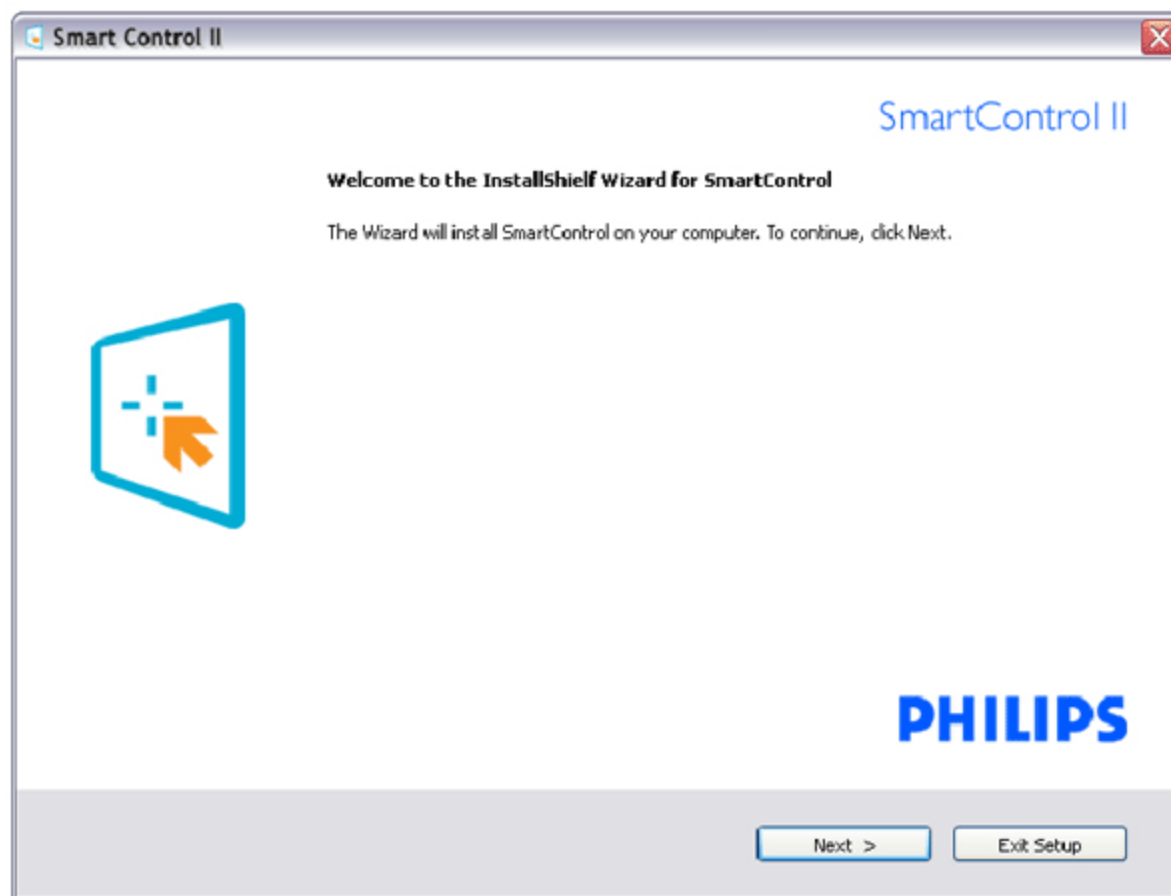 Smart Control II
SmartControl II
Welcome to the InstallShielf Wizard for SmartControl
The Wizard will install SmartControl on your computer. To continue, click Next.
PHILIPS
Next >
Exit Setup